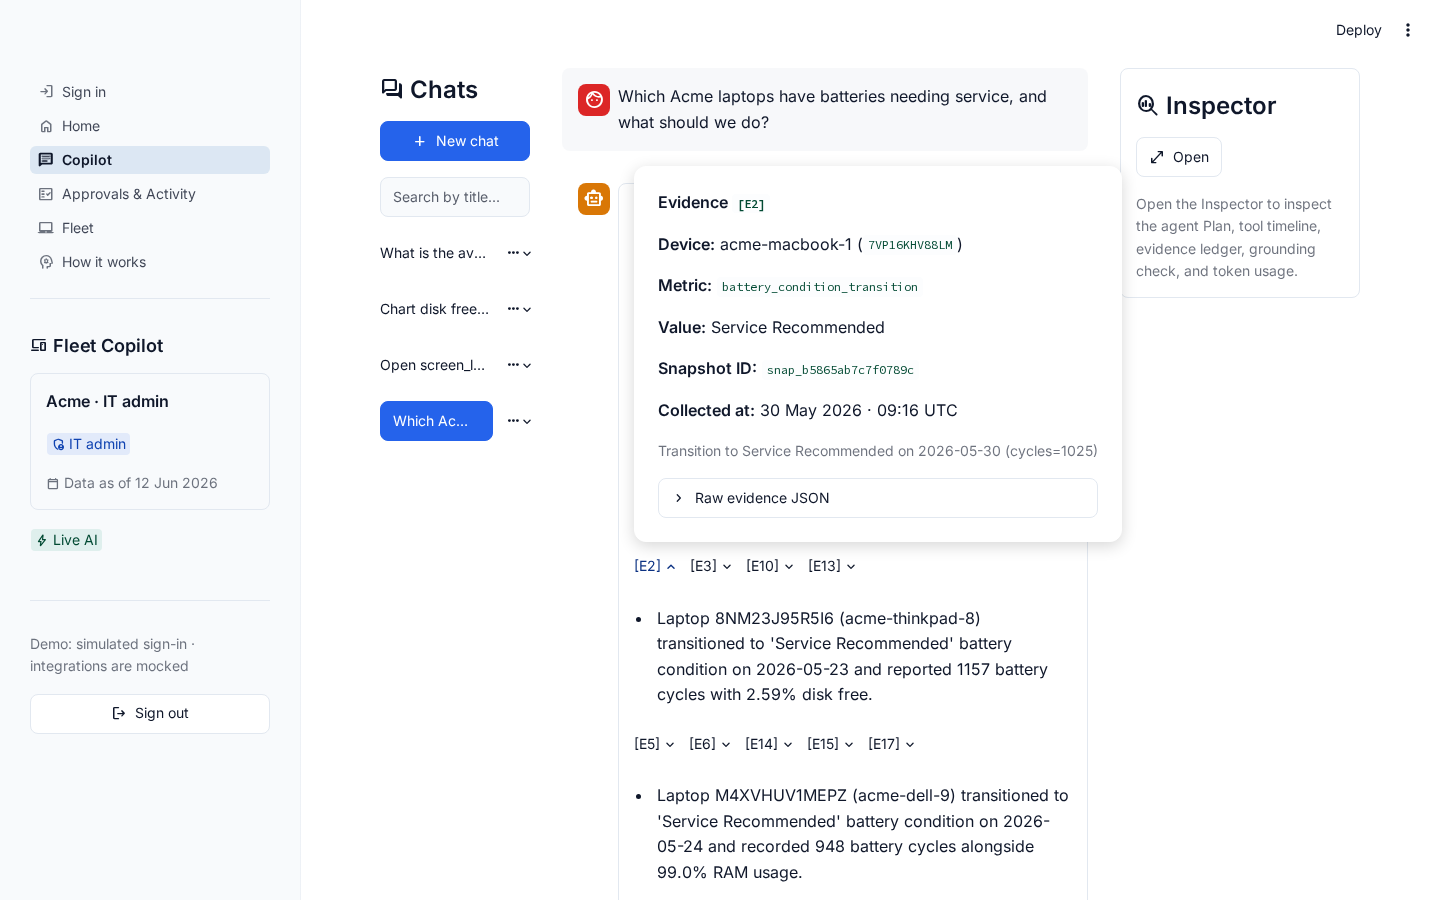 Deploy
Sign in
Home
Copilot
Approvals & Activity
Fleet
How it works
Fleet Copilot
Acme · IT admin
IT admin
Data as of 12 Jun 2026
Live AI
Demo: simulated sign-in ·
integrations are mocked
Sign out
Chats
New chat
Search by title...
What is the av...
Chart disk free...
Open screen_l...
Which Ac...
Which Acme laptops have batteries needing service, and
what should we do?
Evidence [E2]
Device: acme-macbook-1 ( 7VP16KHV88LM )
Metric: battery_condition_transition
Value: Service Recommended
Snapshot ID: snap_b5865ab7c7f0789c
Collected at: 30 May 2026 · 09:16 UTC
Transition to Service Recommended on 2026-05-30 (cycles=1025)
Raw evidence JSON
[E2] [E3] [E10] [E13]
• Laptop 8NM23J95R5I6 (acme-thinkpad-8)
transitioned to 'Service Recommended' battery
condition on 2026-05-23 and reported 1157 battery
cycles with 2.59% disk free.
[E5] [E6] [E14] [E15] [E17]
• Laptop M4XVHUV1MEPZ (acme-dell-9) transitioned to
'Service Recommended' battery condition on 2026-
05-24 and recorded 948 battery cycles alongside
99.0% RAM usage.
Inspector
Open
Open the Inspector to inspect
the agent Plan, tool timeline,
evidence ledger, grounding
check, and token usage.